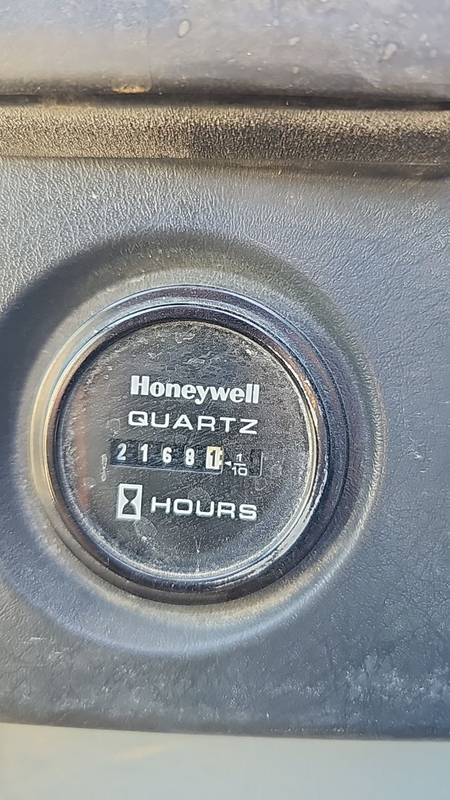 Honeywell
QUARTZ
21681 ◄ 1/10
HOURS